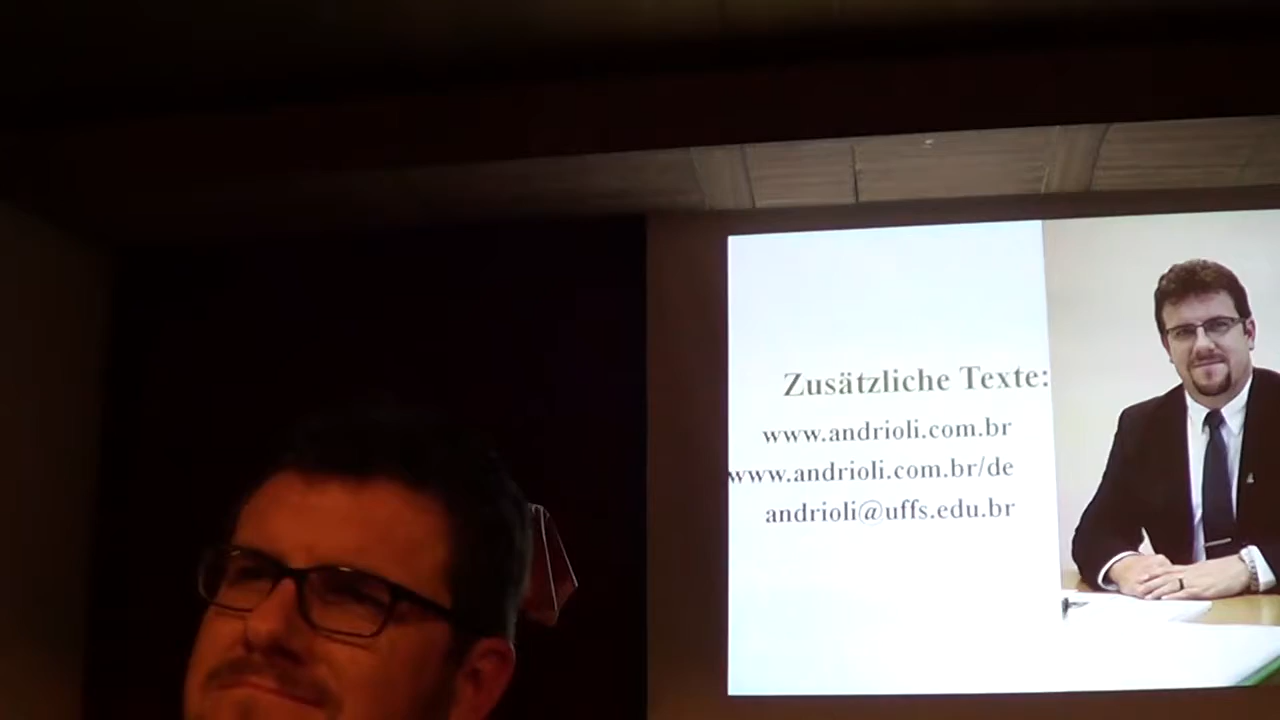 Zusätzliche Texte:
www.andrioli.com.br
www.andrioli.com.br/de
andrioli@uffs.edu.br